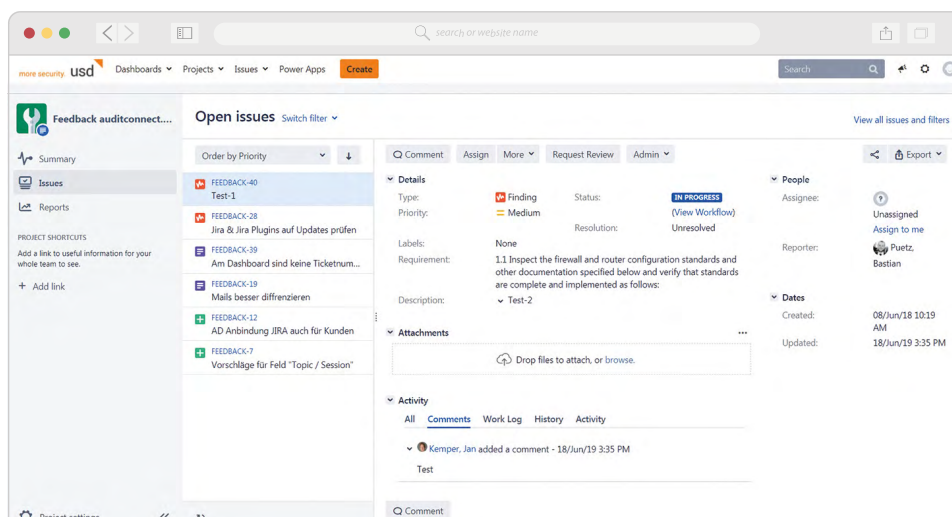 search or website name
more security. usd
Dashboards Projects Issues Power Apps Create
Search
Feedback auditconnect....
Summary
Issues
Reports
PROJECT SHORTCUTS
Add a link to useful information for your
whole team to see.
+ Add link
Project settings
Open issues Switch filter
View all issues and filters
Order by Priority
FEEDBACK-40
Test-1
FEEDBACK-28
Jira & Jira Plugins auf Updates prüfen
FEEDBACK-39
Am Dashboard sind keine Ticketnum...
FEEDBACK-19
Mails besser diffrenzieren
FEEDBACK-12
AD Anbindung JIRA auch für Kunden
FEEDBACK-7
Vorschläge für Feld "Topic / Session"
Comment Assign More Request Review Admin
Export
Details
Type: Finding Status: IN PROGRESS
Priority: Medium (View Workflow)
Resolution: Unresolved
Labels: None
Requirement: 1.1 Inspect the firewall and router configuration standards and
other documentation specified below and verify that standards
are complete and implemented as follows:
Description: Test-2
Attachments
Drop files to attach, or browse.
Activity
All Comments Work Log History Activity
Kemper, Jan added a comment - 18/Jun/19 3:35 PM
Test
Comment
People
Assignee:
Unassigned
Assign to me
Reporter: Puetz,
Bastian
Dates
Created: 08/Jun/18 10:19
AM
Updated: 18/Jun/19 3:35 PM